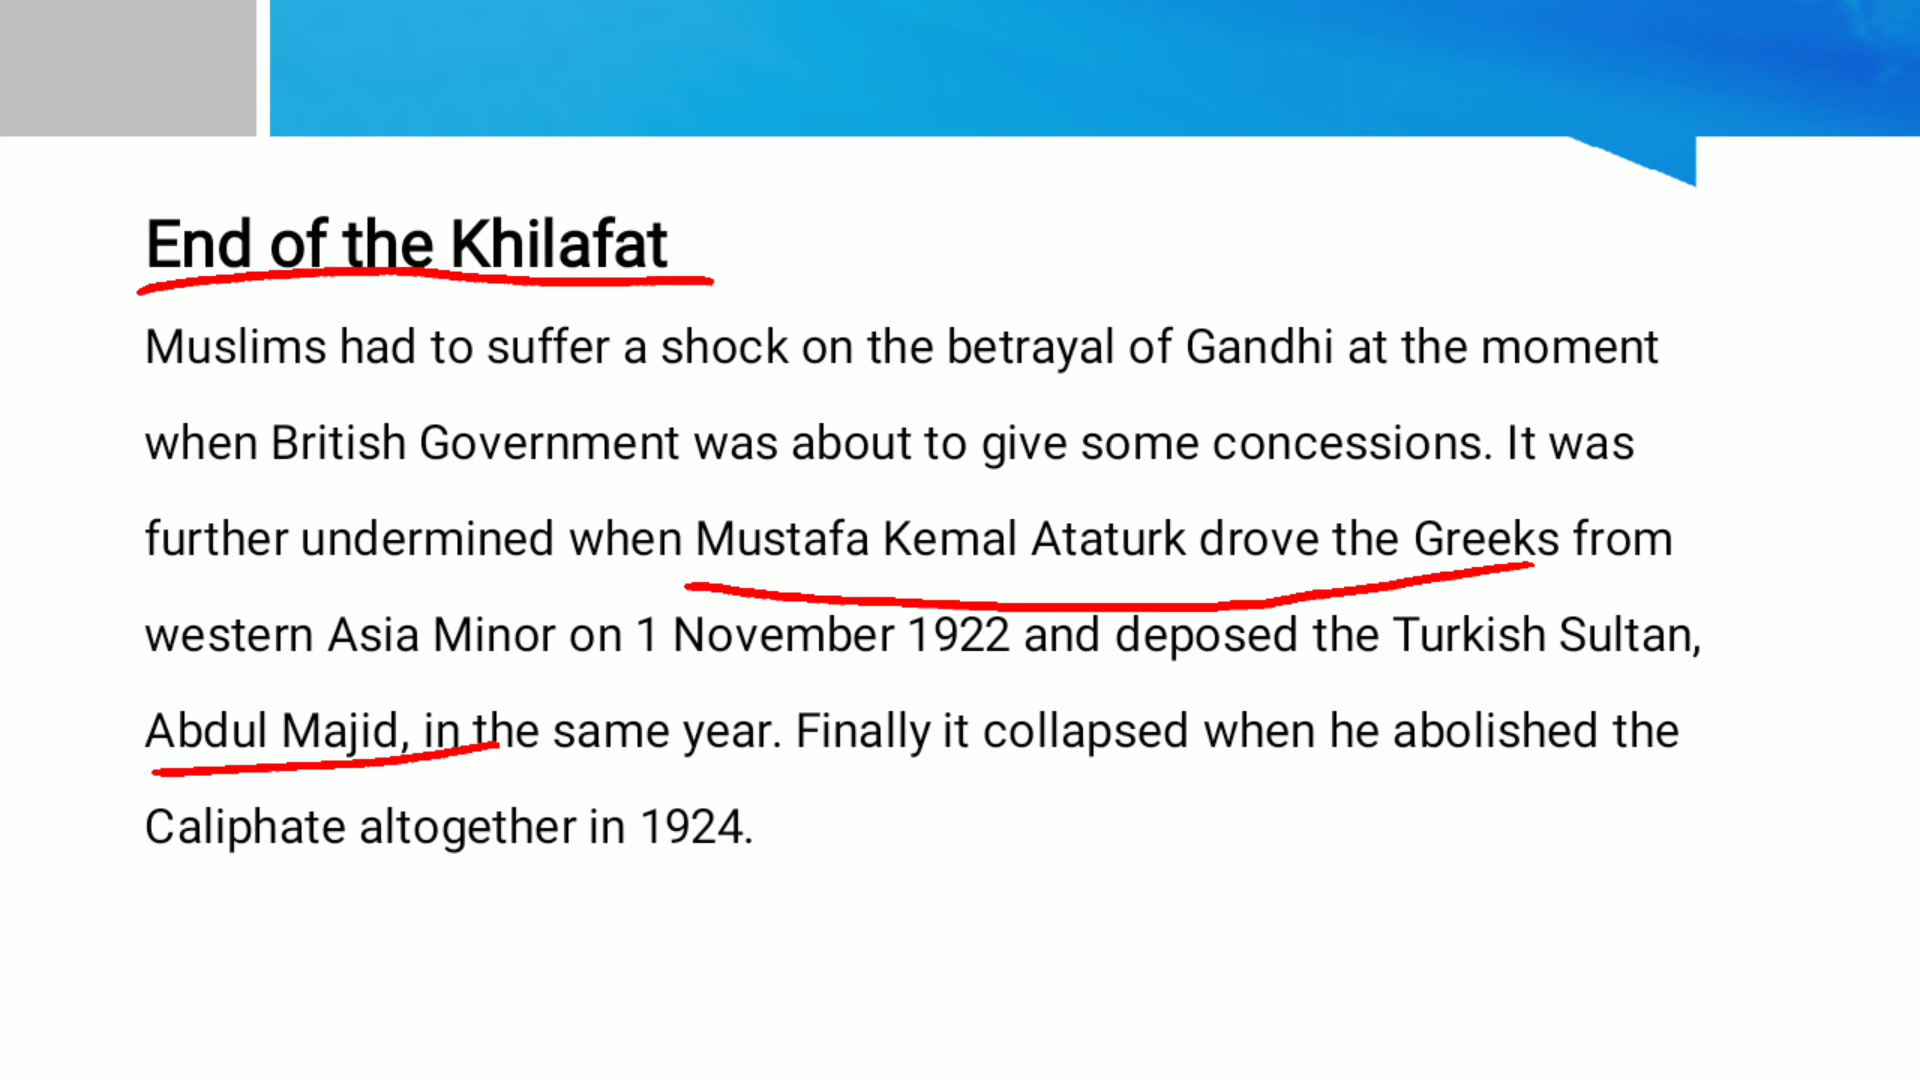 End of the Khilafat
Muslims had to suffer a shock on the betrayal of Gandhi at the moment
when British Government was about to give some concessions. It was
further undermined when Mustafa Kemal Ataturk drove the Greeks from
western Asia Minor on 1 November 1922 and deposed the Turkish Sultan,
Abdul Majid, in the same year. Finally it collapsed when he abolished the
Caliphate altogether in 1924.